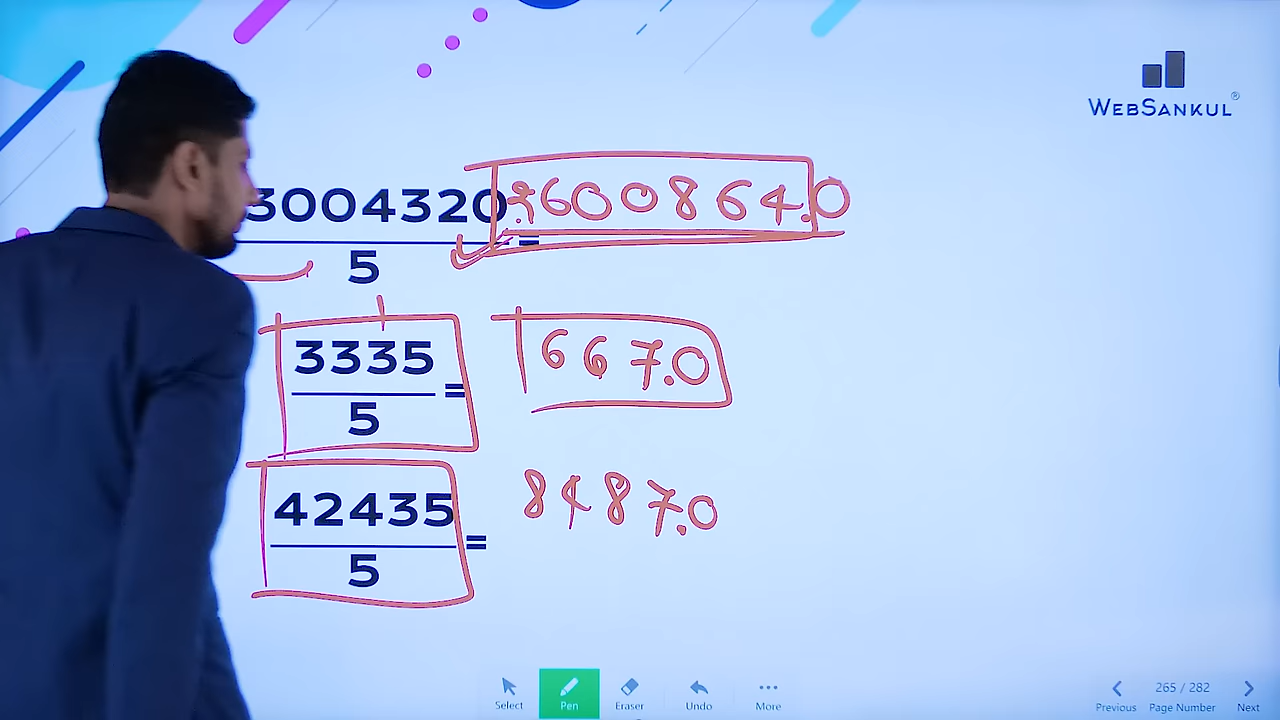 WEBSANKUL®
3004320 600864.0
5 =
3335 667.0
5 =
42435 8487.0
5 =
Select Pen Eraser Undo More
265 / 282
Previous Page Number Next